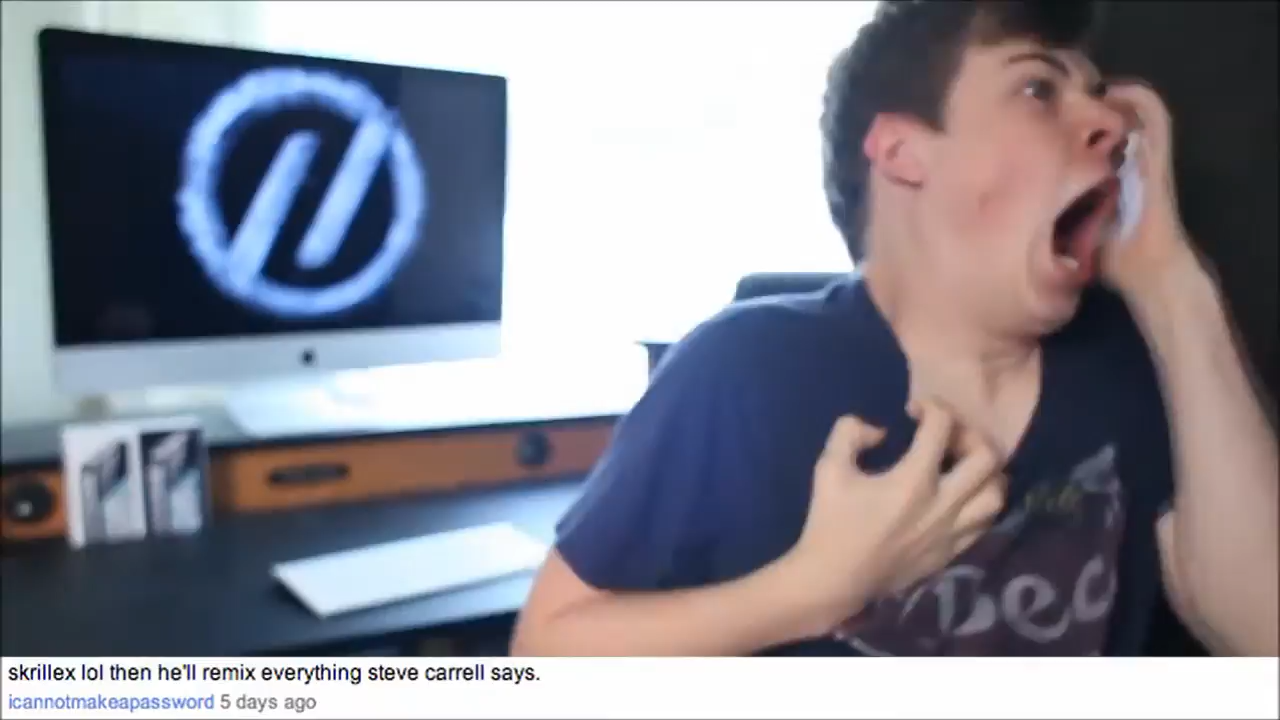 skrillex lol then he'll remix everything steve carrell says.
icannotmakeapassword 5 days ago